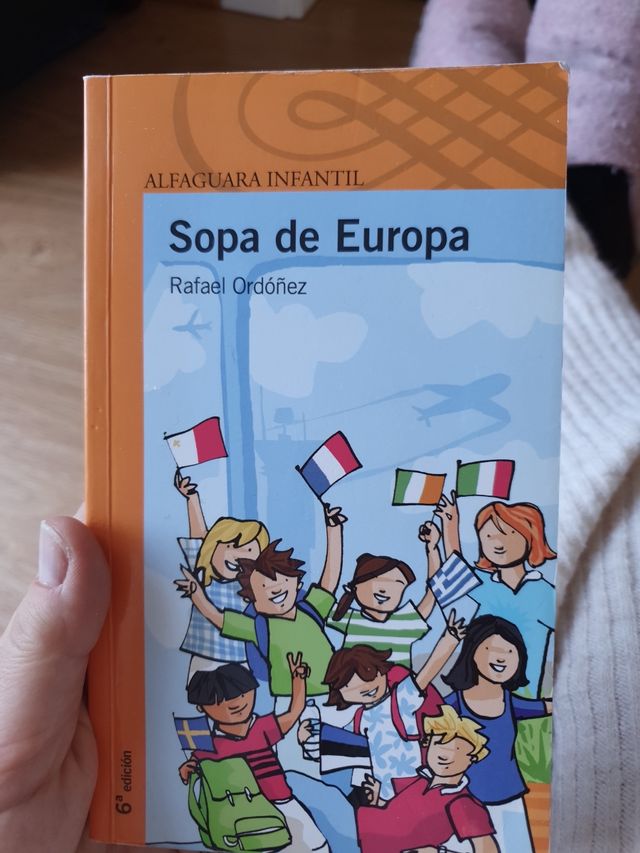 ALFAGUARA INFANTIL
Sopa de Europa
Rafael Ordóñez
6ª edición